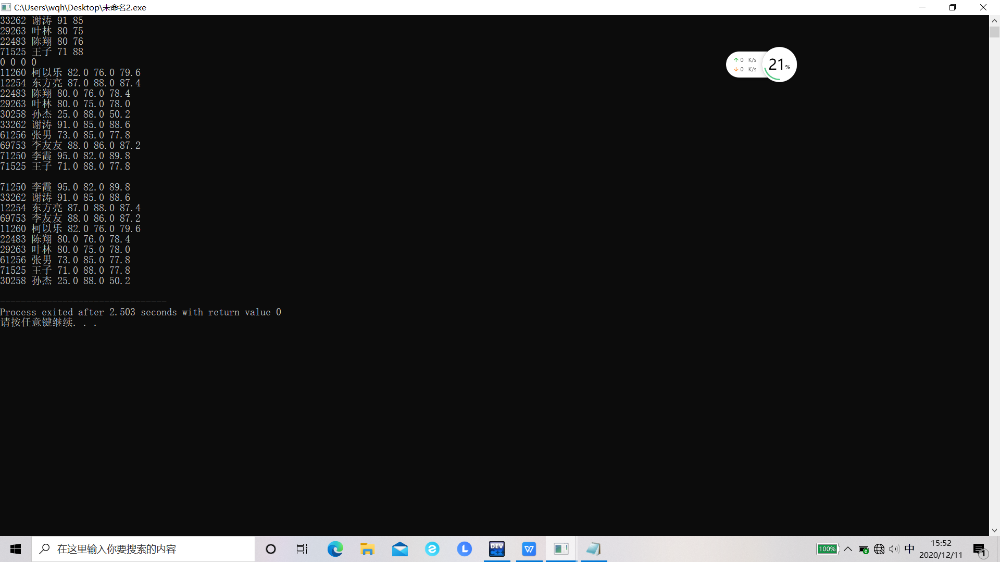 C:\Users\wqh\Desktop\未命名2.exe
33262 谢涛 91 85
29263 叶林 80 75
22483 陈翔 80 76
71525 王子 71 88
0 0 0 0
11260 柯以乐 82.0 76.0 79.6
12254 东方亮 87.0 88.0 87.4
22483 陈翔 80.0 76.0 78.4
29263 叶林 80.0 75.0 78.0
30258 孙杰 25.0 88.0 50.2
33262 谢涛 91.0 85.0 88.6
61256 张男 73.0 85.0 77.8
69753 李友友 88.0 86.0 87.2
71250 李霞 95.0 82.0 89.8
71525 王子 71.0 88.0 77.8
71250 李霞 95.0 82.0 89.8
33262 谢涛 91.0 85.0 88.6
12254 东方亮 87.0 88.0 87.4
69753 李友友 88.0 86.0 87.2
11260 柯以乐 82.0 76.0 79.6
22483 陈翔 80.0 76.0 78.4
29263 叶林 80.0 75.0 78.0
61256 张男 73.0 85.0 77.8
71525 王子 71.0 88.0 77.8
30258 孙杰 25.0 88.0 50.2
--------------------------------
Process exited after 2.503 seconds with return value 0
请按任意键继续. . .
↑ 0 K/s
↓ 0 K/s
21%
在这里输入你要搜索的内容
DEV C++
100%
中
15:52
2020/12/11
1